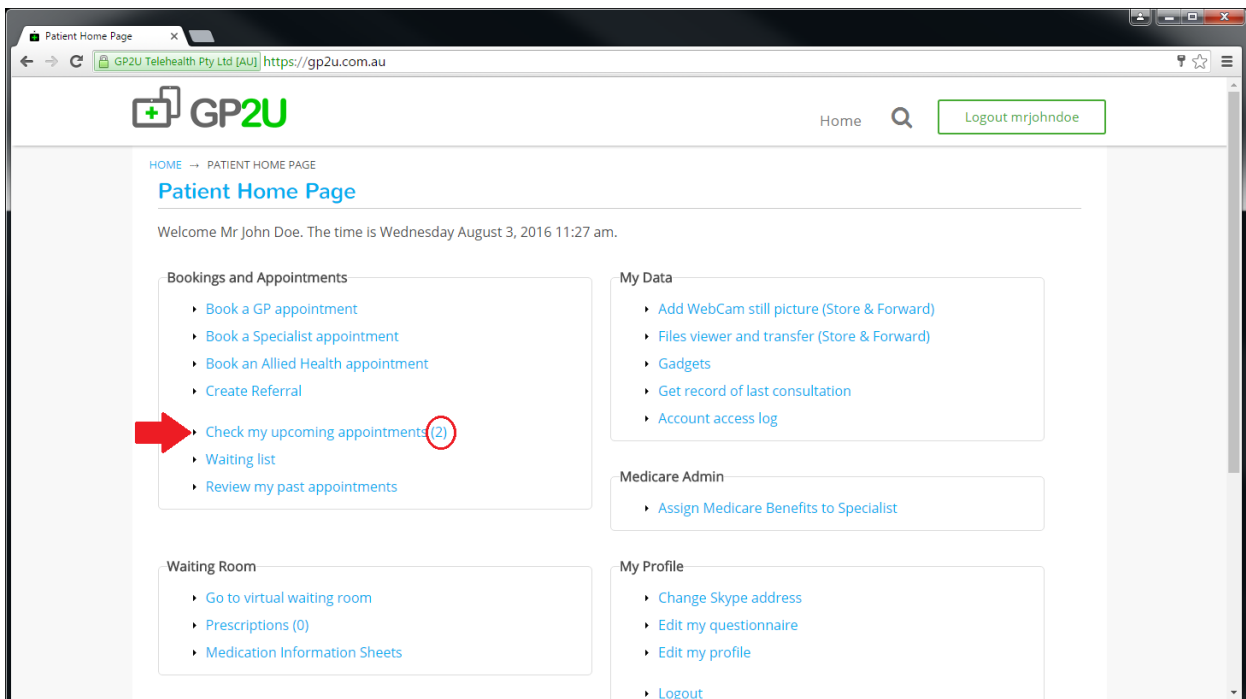 Patient Home Page
GP2U Telehealth Pty Ltd [AU] https://gp2u.com.au
GP2U
Home
Logout mrjohndoe
HOME → PATIENT HOME PAGE
Patient Home Page
Welcome Mr John Doe. The time is Wednesday August 3, 2016 11:27 am.
Bookings and Appointments
Book a GP appointment
Book a Specialist appointment
Book an Allied Health appointment
Create Referral
Check my upcoming appointments (2)
Waiting list
Review my past appointments
My Data
Add WebCam still picture (Store & Forward)
Files viewer and transfer (Store & Forward)
Gadgets
Get record of last consultation
Account access log
Medicare Admin
Assign Medicare Benefits to Specialist
Waiting Room
Go to virtual waiting room
Prescriptions (0)
Medication Information Sheets
My Profile
Change Skype address
Edit my questionnaire
Edit my profile
Logout